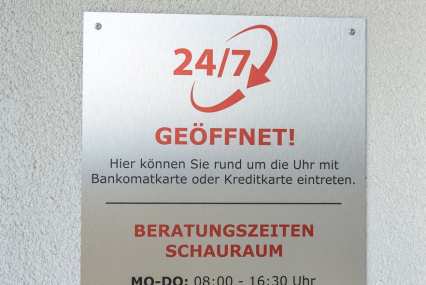 24/7
GEÖFFNET!
Hier können Sie rund um die Uhr mit
Bankomatkarte oder Kreditkarte eintreten.
BERATUNGSZEITEN
SCHAURAUM
MO-DO: 08:00 - 16:30 Uhr